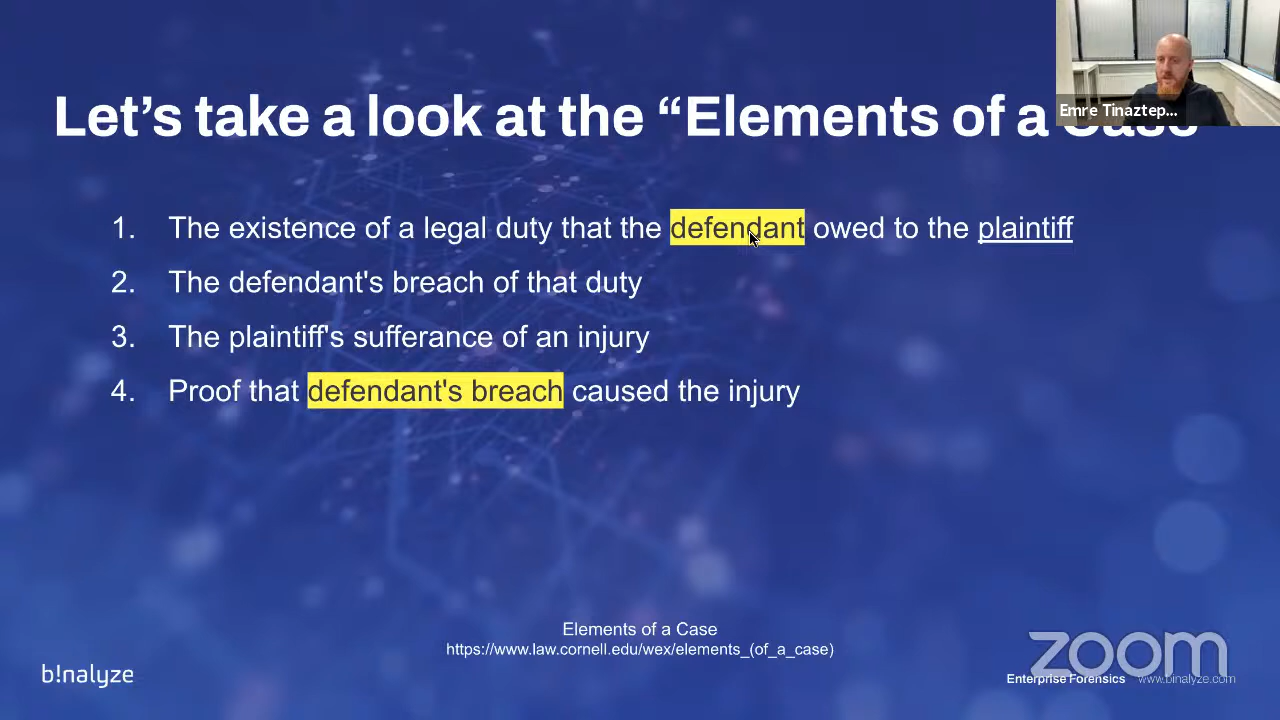 Emre Tinaztep...
Let’s take a look at the “Elements of a Case”
1. The existence of a legal duty that the defendant owed to the plaintiff
2. The defendant's breach of that duty
3. The plaintiff's sufferance of an injury
4. Proof that defendant's breach caused the injury
Elements of a Case
https://www.law.cornell.edu/wex/elements_(of_a_case)
b!nalyze
zoom
Enterprise Forensics www.binalyze.com